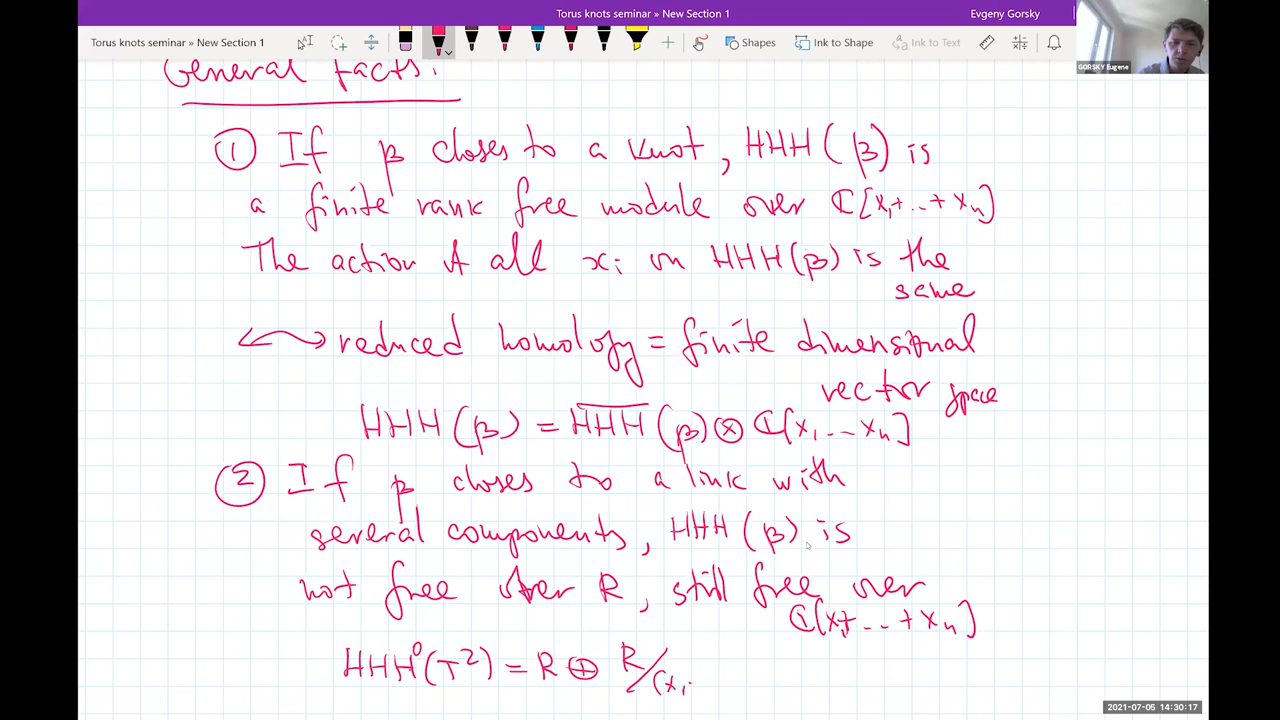 Torus knots seminar » New Section 1
Evgeny Gorsky
Torus knots seminar » New Section 1
Shapes
Ink to Shape
Ink to Text
GORSKY Eugene
General facts.
① If β closes to a knot, HHH(β) is
a finite rank free module over ℂ[x₁+..+xₙ]
The action of all xᵢ on HHH(β) is the
same
↔ reduced homology = finite dimensional
vector space
HHH(β) = \overline{HHH}(β) ⊗ ℂ[x₁...xₙ]
② If β closes to a link with
several components, HHH(β) is
not free over R, still free over
ℂ[x₁+...+xₙ]
HHH⁰(T²) = R ⊕ R/(x₁
2021-07-05 14:30:17